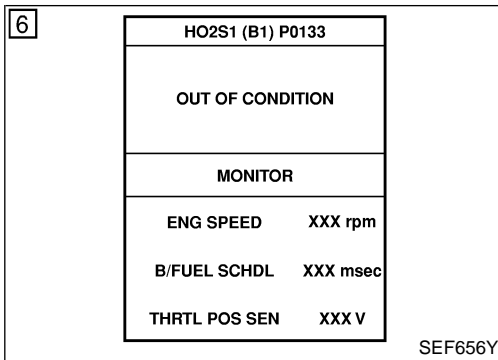 6
HO2S1 (B1) P0133
OUT OF CONDITION
MONITOR
ENG SPEED XXX rpm
B/FUEL SCHDL XXX msec
THRTL POS SEN XXX V
SEF656Y